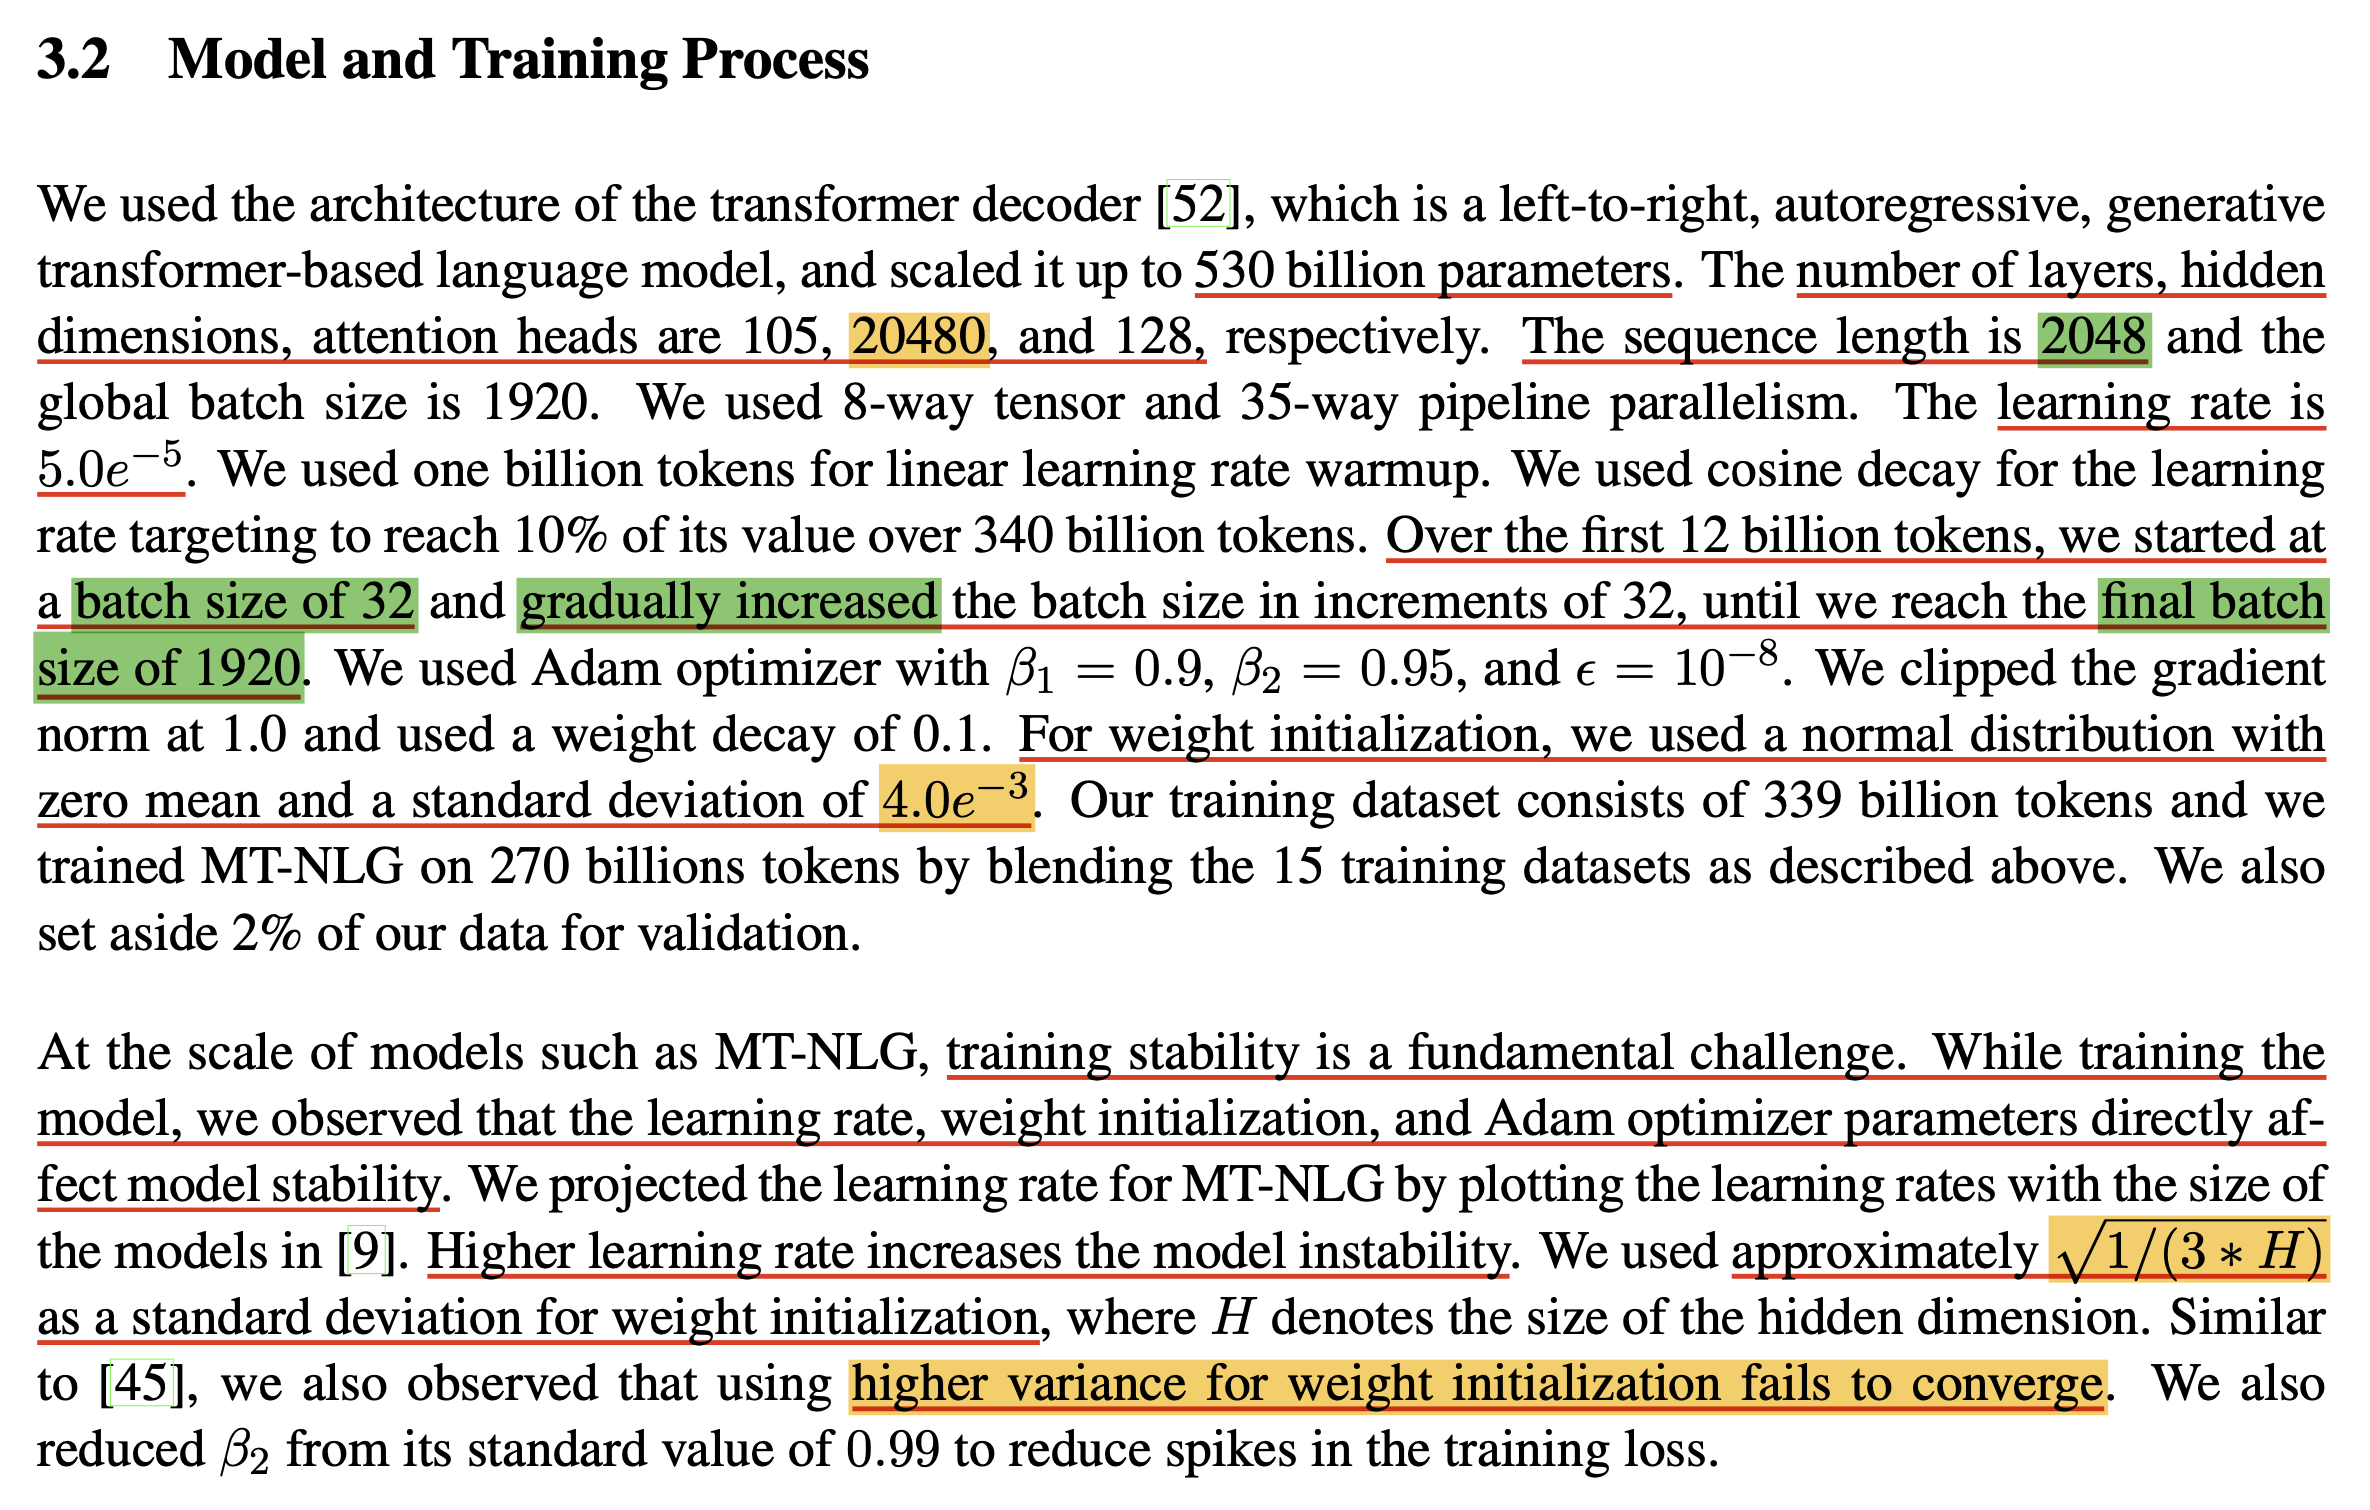 3.2 Model and Training Process
We used the architecture of the transformer decoder [52], which is a left-to-right, autoregressive, generative
transformer-based language model, and scaled it up to 530 billion parameters. The number of layers, hidden
dimensions, attention heads are 105, 20480, and 128, respectively. The sequence length is 2048 and the
global batch size is 1920. We used 8-way tensor and 35-way pipeline parallelism. The learning rate is
5.0e⁻⁵. We used one billion tokens for linear learning rate warmup. We used cosine decay for the learning
rate targeting to reach 10% of its value over 340 billion tokens. Over the first 12 billion tokens, we started at
a batch size of 32 and gradually increased the batch size in increments of 32, until we reach the final batch
size of 1920. We used Adam optimizer with β₁ = 0.9, β₂ = 0.95, and ϵ = 10⁻⁸. We clipped the gradient
norm at 1.0 and used a weight decay of 0.1. For weight initialization, we used a normal distribution with
zero mean and a standard deviation of 4.0e⁻³. Our training dataset consists of 339 billion tokens and we
trained MT-NLG on 270 billions tokens by blending the 15 training datasets as described above. We also
set aside 2% of our data for validation.
At the scale of models such as MT-NLG, training stability is a fundamental challenge. While training the
model, we observed that the learning rate, weight initialization, and Adam optimizer parameters directly af-
fect model stability. We projected the learning rate for MT-NLG by plotting the learning rates with the size of
the models in [9]. Higher learning rate increases the model instability. We used approximately √1/(3 ∗ H)
as a standard deviation for weight initialization, where H denotes the size of the hidden dimension. Similar
to [45], we also observed that using higher variance for weight initialization fails to converge. We also
reduced β₂ from its standard value of 0.99 to reduce spikes in the training loss.